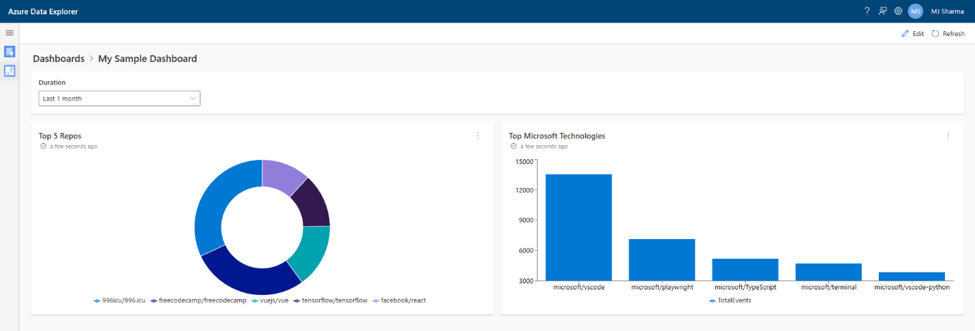 Azure Data Explorer
? MS MJ Sharma
Edit Refresh
Dashboards > My Sample Dashboard
Duration
Last 1 month
Top 5 Repos
a few seconds ago
996icu/996.icu freecodecamp/freecodecamp vuejs/vue tensorflow/tensorflow facebook/react
Top Microsoft Technologies
a few seconds ago
15000
12000
9000
6000
3000
microsoft/vscode microsoft/playwright microsoft/TypeScript microsoft/terminal microsoft/vscode-python
TotalEvents